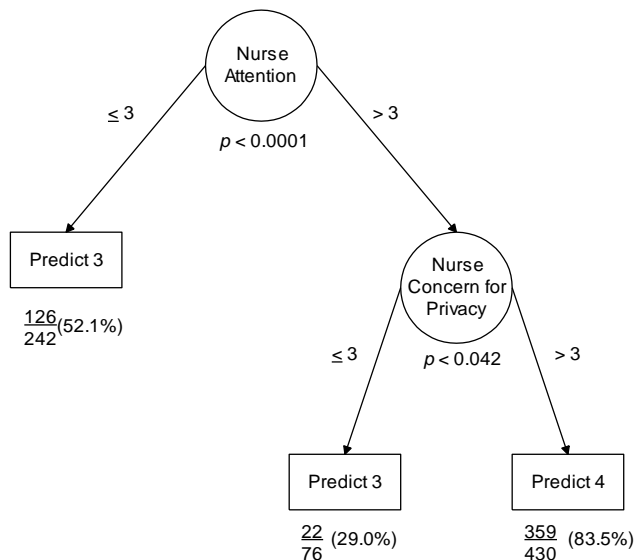 Nurse
Attention
≤ 3
> 3
p < 0.0001
Predict 3
126
242 (52.1%)
Nurse
Concern for
Privacy
≤ 3
p < 0.042
> 3
Predict 3
Predict 4
22
76 (29.0%)
359
430 (83.5%)